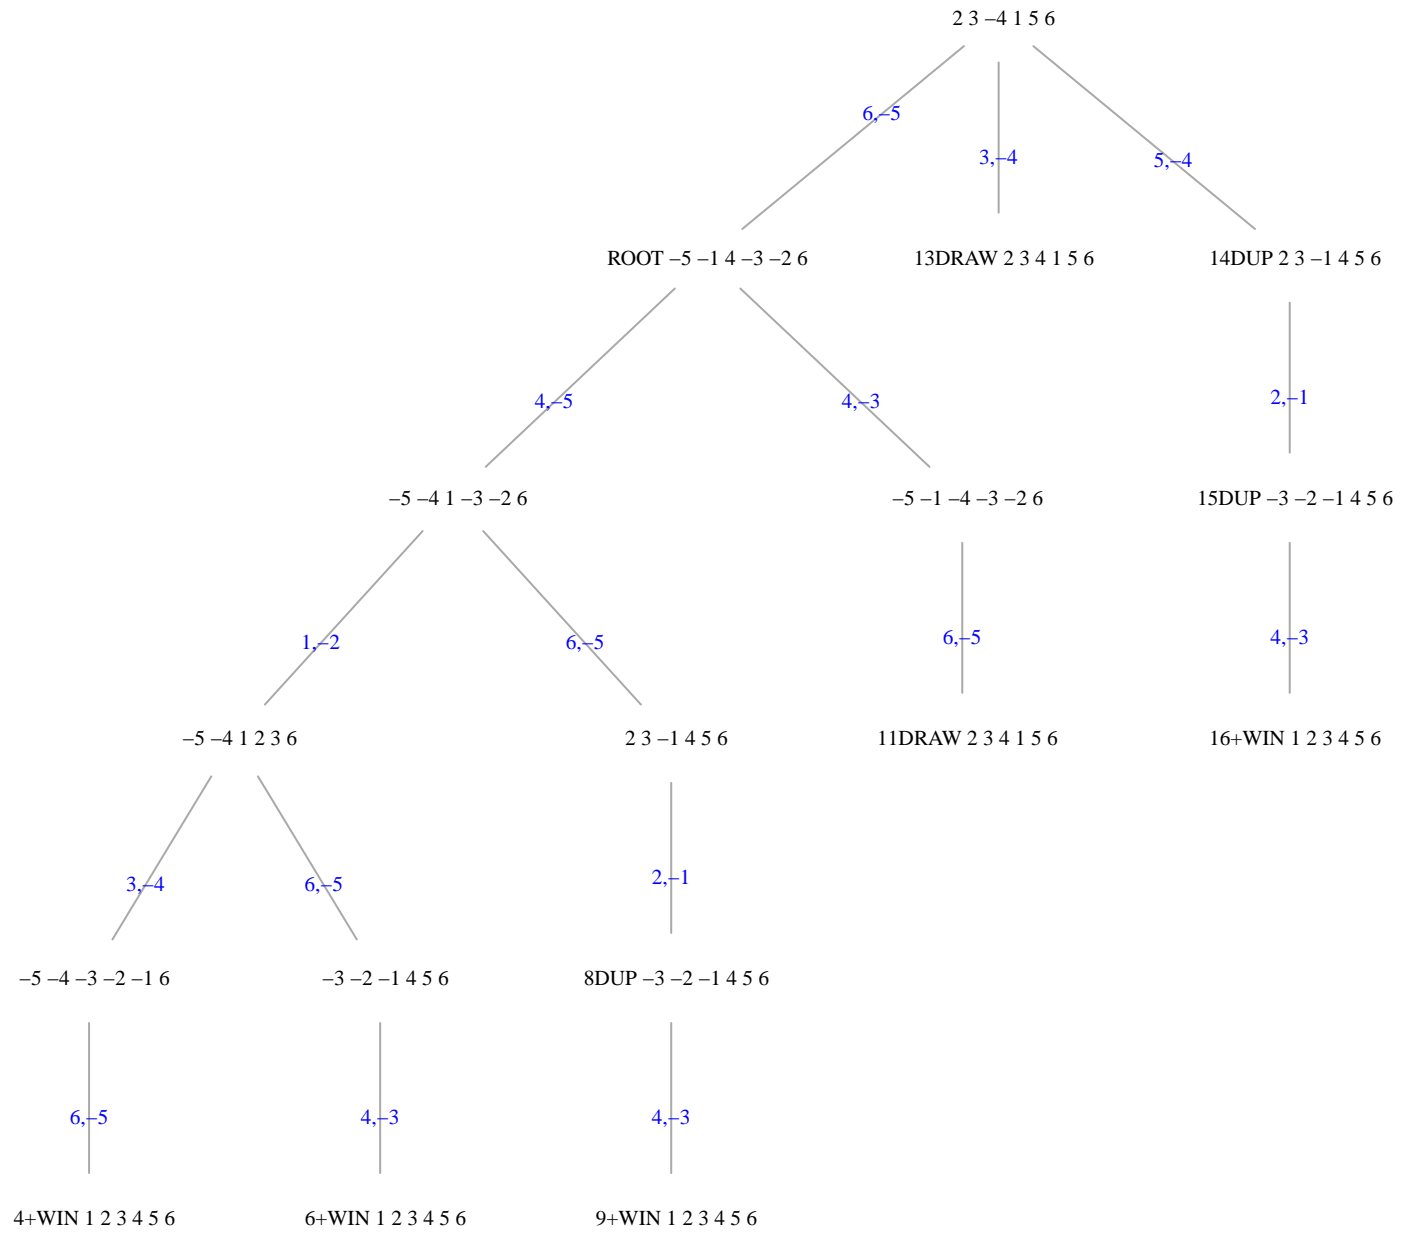 2 3 –4 1 5 6
6,–5
3,–4
5,–4
ROOT –5 –1 4 –3 –2 6
13DRAW 2 3 4 1 5 6
14DUP 2 3 –1 4 5 6
4,–5
4,–3
2,–1
–5 –4 1 –3 –2 6
–5 –1 –4 –3 –2 6
15DUP –3 –2 –1 4 5 6
1,–2
6,–5
6,–5
4,–3
–5 –4 1 2 3 6
2 3 –1 4 5 6
11DRAW 2 3 4 1 5 6
16+WIN 1 2 3 4 5 6
3,–4
6,–5
2,–1
–5 –4 –3 –2 –1 6
–3 –2 –1 4 5 6
8DUP –3 –2 –1 4 5 6
6,–5
4,–3
4,–3
4+WIN 1 2 3 4 5 6
6+WIN 1 2 3 4 5 6
9+WIN 1 2 3 4 5 6